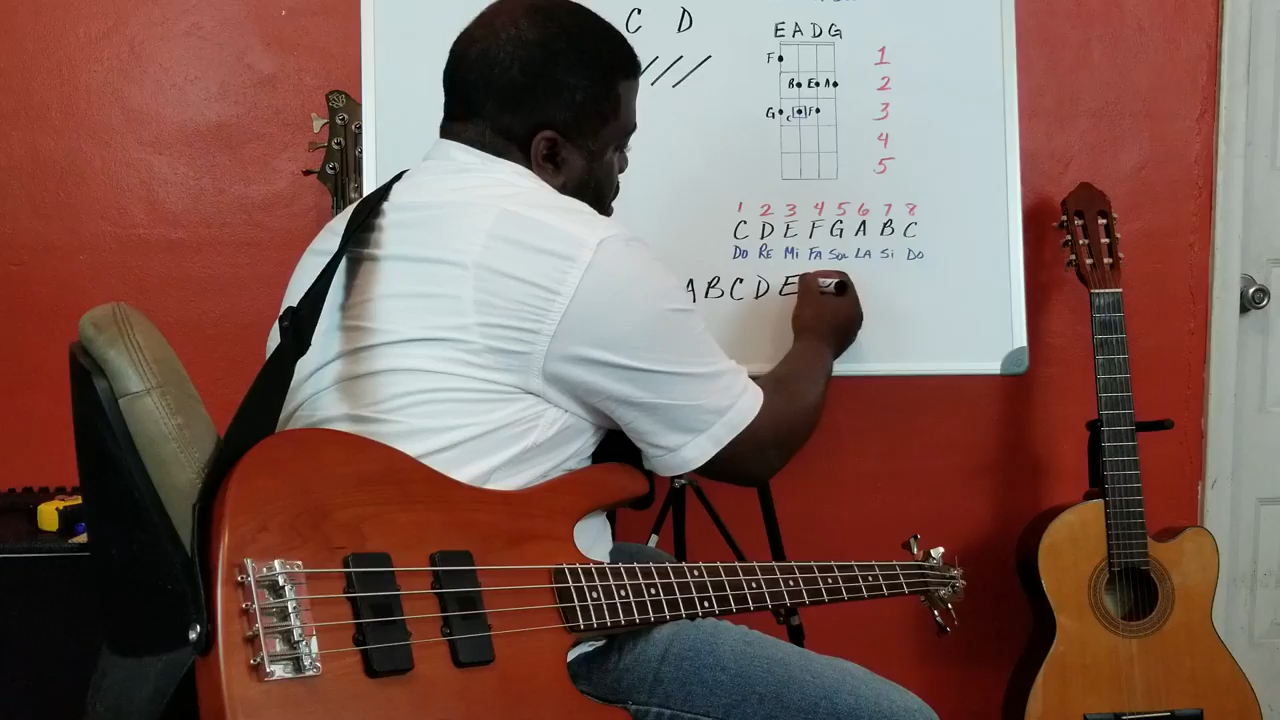 C D
E A D G
F 1
B E A 2
G C F 3
4
5
1 2 3 4 5 6 7 8
C D E F G A B C
DO RE Mi FA SOL LA Si DO
A B C D E